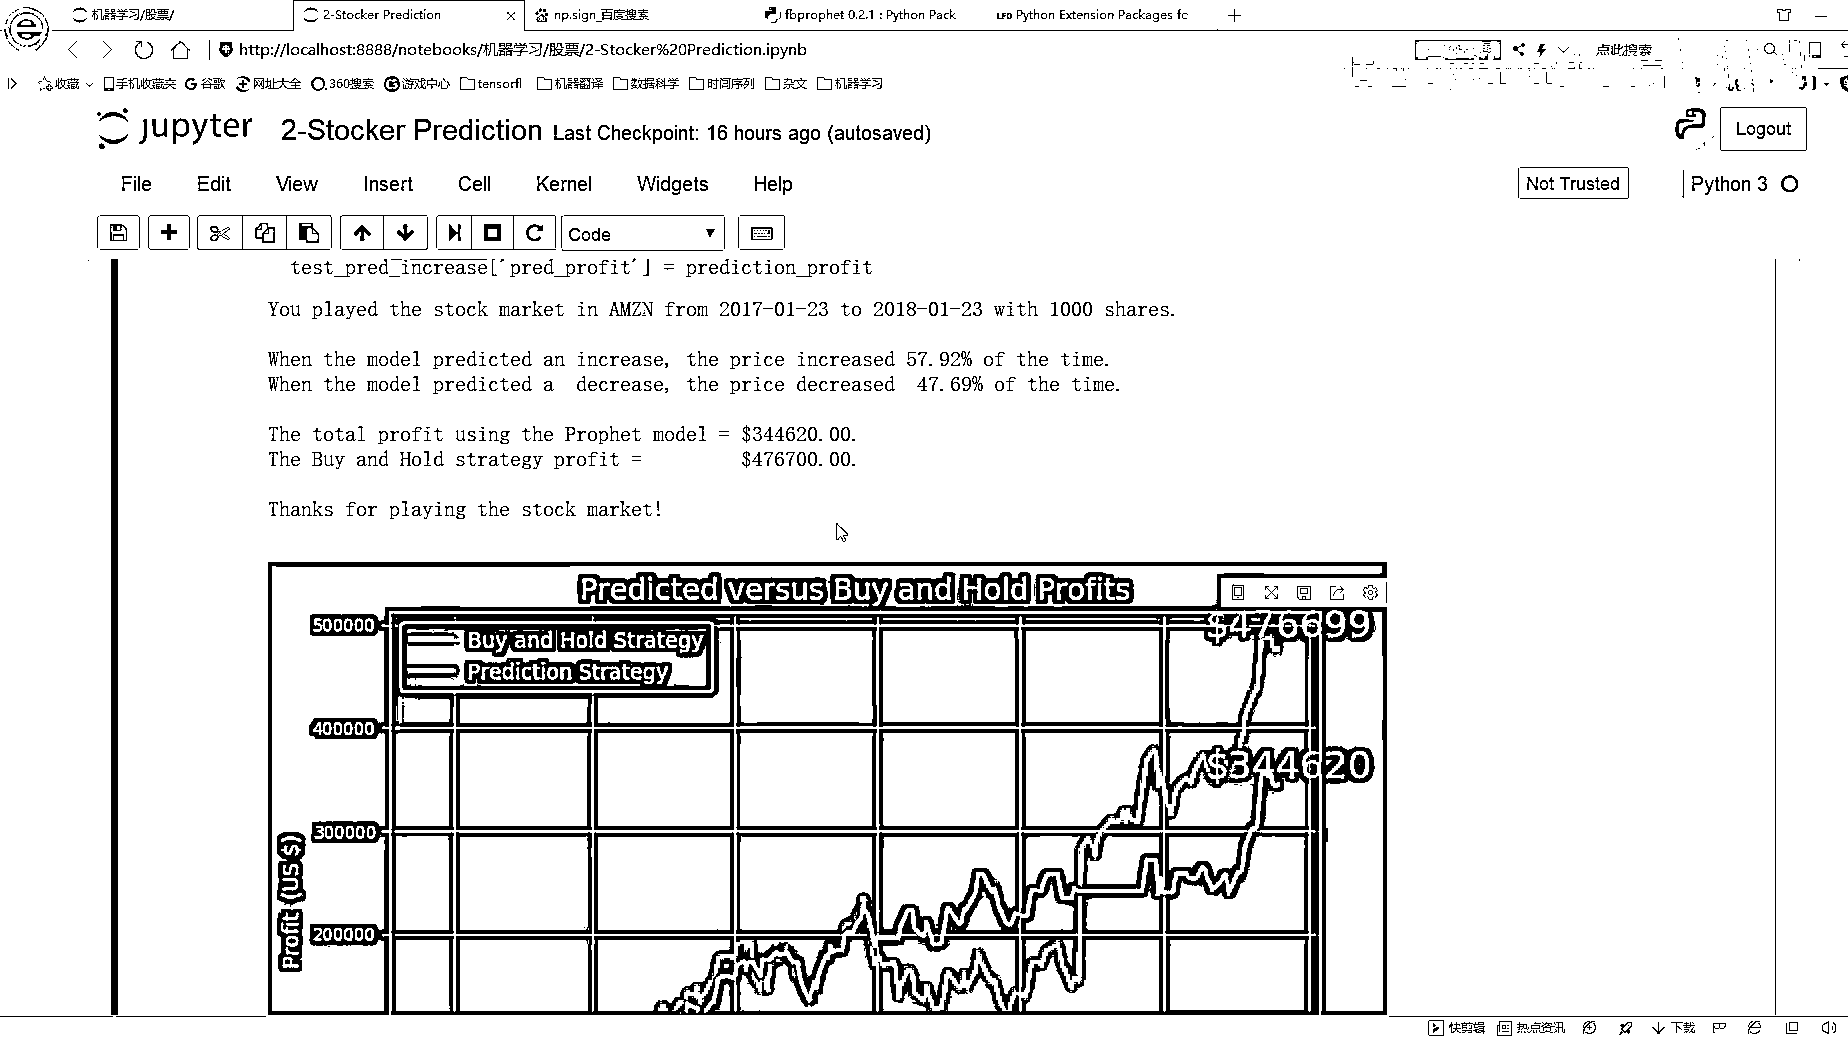 机器学习/股票/
2-Stocker Prediction
np.sign_百度搜索
fbprophet 0.2.1 : Python Pack
LFD Python Extension Packages fo
http://localhost:8888/notebooks/机器学习/股票/2-Stocker%20Prediction.ipynb
点此搜索
收藏 手机收藏夹 谷歌 网址大全 360搜索 游戏中心 tensorfl 机器翻译 数据科学 时间序列 杂文 机器学习
jupyter 2-Stocker Prediction Last Checkpoint: 16 hours ago (autosaved)
Logout
File Edit View Insert Cell Kernel Widgets Help
Not Trusted
Python 3
Code
test_pred_increase['pred_profit'] = prediction_profit
You played the stock market in AMZN from 2017-01-23 to 2018-01-23 with 1000 shares.
When the model predicted an increase, the price increased 57.92% of the time.
When the model predicted a  decrease, the price decreased  47.69% of the time.
The total profit using the Prophet model = $344620.00.
The Buy and Hold strategy profit =         $476700.00.
Thanks for playing the stock market!
Predicted versus Buy and Hold Profits
$476699
500000
Buy and Hold Strategy
Prediction Strategy
400000
$344620
300000
Profit (US $)
200000
快剪辑 热点资讯 下载